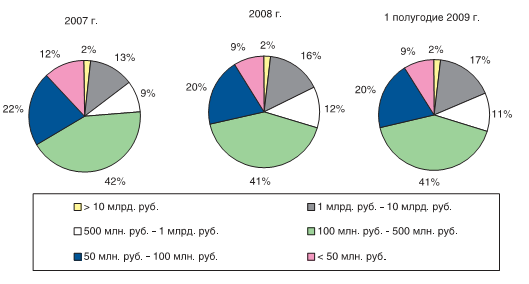 2007 г.
2008 г.
1 полугодие 2009 г.
12%
2%
13%
9%
22%
42%
9%
2%
16%
12%
20%
41%
9%
2%
17%
11%
20%
41%
> 10 млрд. руб.
1 млрд. руб. – 10 млрд. руб.
500 млн. руб. – 1 млрд. руб.
100 млн. руб. – 500 млн. руб.
50 млн. руб. – 100 млн. руб.
< 50 млн. руб.